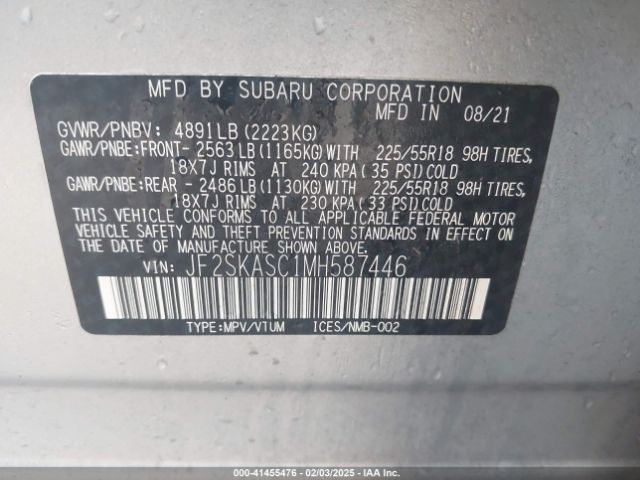 MFD BY SUBARU CORPORATION
MFD IN 08/21
GVWR/PNBV: 4891LB (2223KG)
GAWR/PNBE:FRONT- 2563LB(1165KG)WITH 225/55R18 98H TIRES,
18X7J RIMS AT 240 KPA( 35 PSI)COLD
GAWR/PNBE:REAR - 2486LB(1130KG)WITH 225/55R18 98H TIRES,
18X7J RIMS AT 230 KPA( 33 PSI)COLD
THIS VEHICLE CONFORMS TO ALL APPLICABLE FEDERAL MOTOR
VEHICLE SAFETY AND THEFT PREVENTION STANDARDS IN EFFECT
ON THE DATE OF MANUFACTURE SHOWN ABOVE.
VIN: JF2SKASC1MH587446
TYPE:MPV/VTUM ICES/NMB-002
© 41455476 - 02/03/2025 - IAA, Inc.